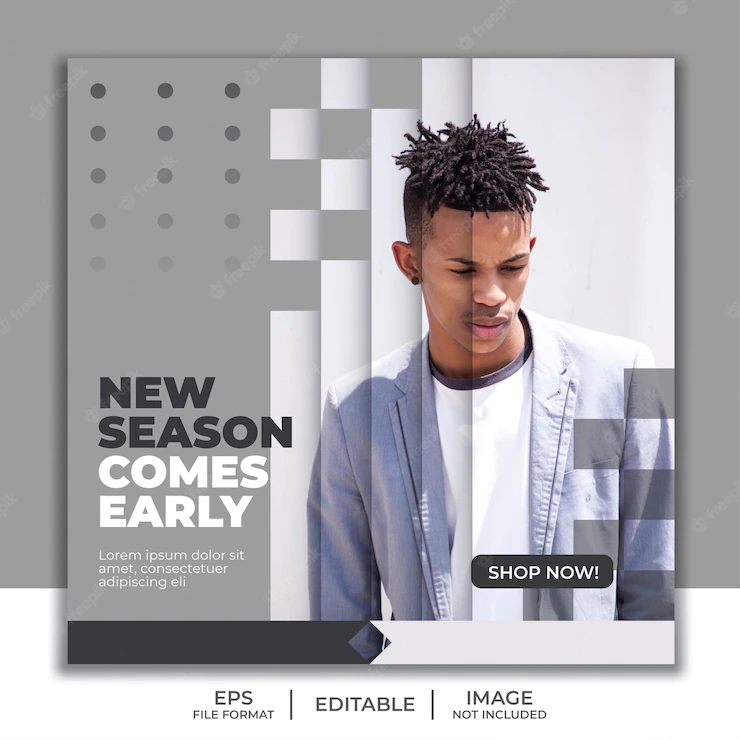 NEW
SEASON
COMES
EARLY
Lorem ipsum dolor sit
amet, consectetuer
adipiscing eli
SHOP NOW!
EPS
FILE FORMAT
EDITABLE
IMAGE
NOT INCLUDED
freepik